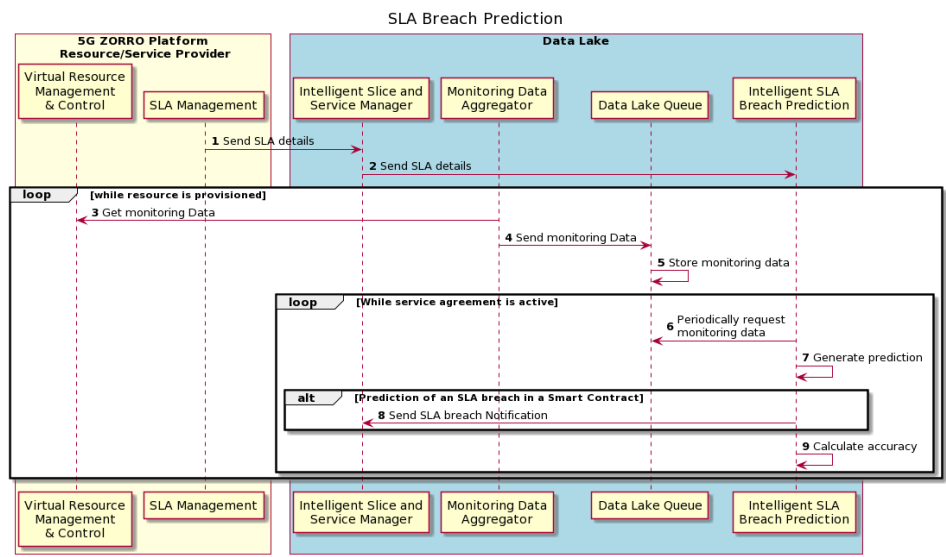 SLA Breach Prediction
5G ZORRO Platform
Resource/Service Provider
Data Lake
Virtual Resource
Management
& Control
SLA Management
Intelligent Slice and
Service Manager
Monitoring Data
Aggregator
Data Lake Queue
Intelligent SLA
Breach Prediction
1 Send SLA details
2 Send SLA details
loop [while resource is provisioned]
3 Get monitoring Data
4 Send monitoring Data
5 Store monitoring data
loop [While service agreement is active]
6 Periodically request
monitoring data
7 Generate prediction
alt [Prediction of an SLA breach in a Smart Contract]
8 Send SLA breach Notification
9 Calculate accuracy
Virtual Resource
Management
& Control
SLA Management
Intelligent Slice and
Service Manager
Monitoring Data
Aggregator
Data Lake Queue
Intelligent SLA
Breach Prediction